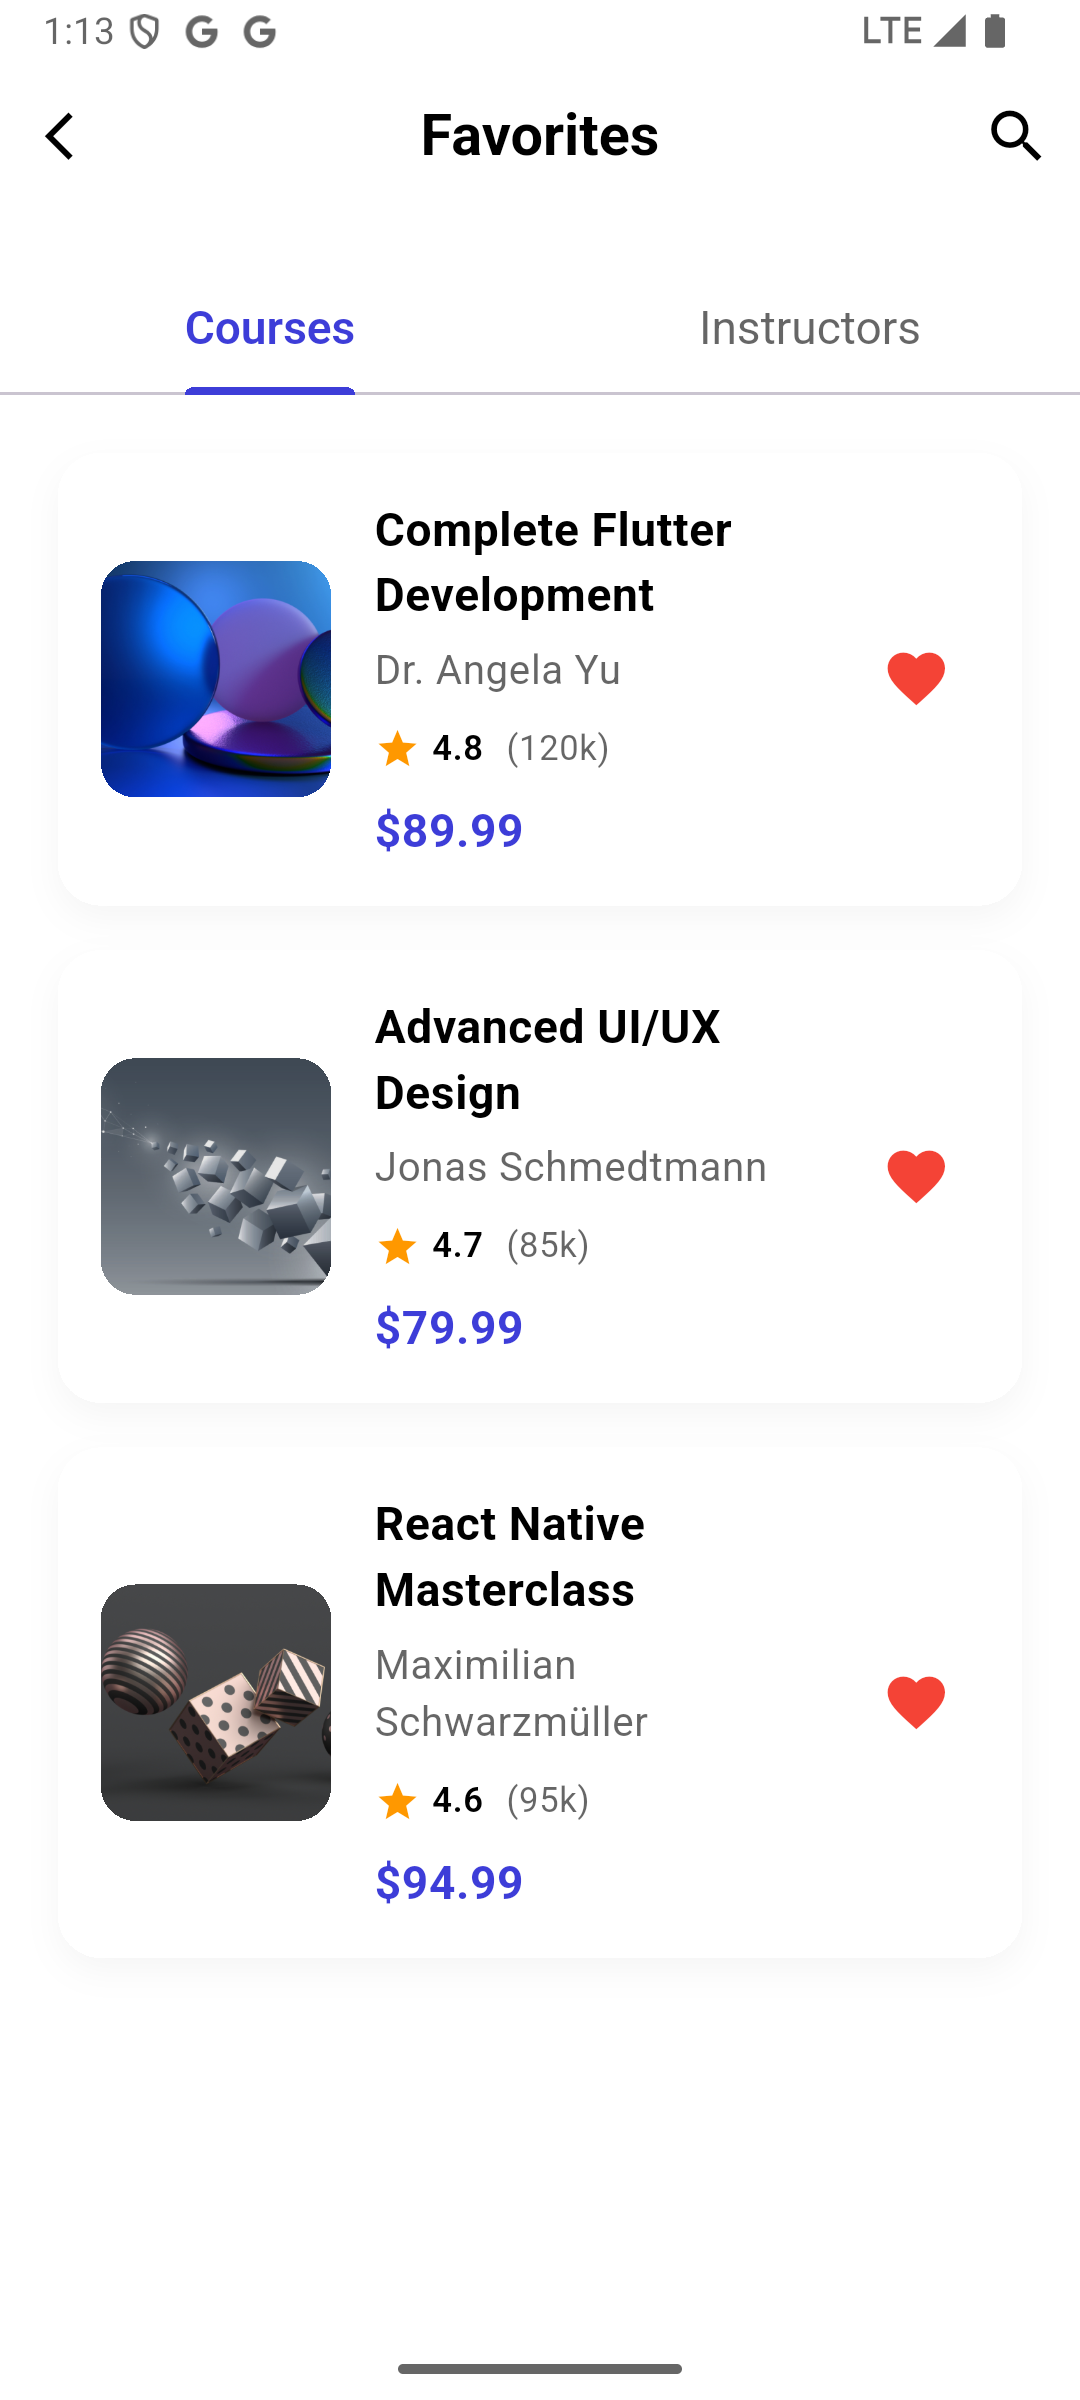 1:13 G G LTE
Favorites
Courses Instructors
Complete Flutter
Development
Dr. Angela Yu
4.8 (120k)
$89.99
Advanced UI/UX
Design
Jonas Schmedtmann
4.7 (85k)
$79.99
React Native
Masterclass
Maximilian
Schwarzmüller
4.6 (95k)
$94.99